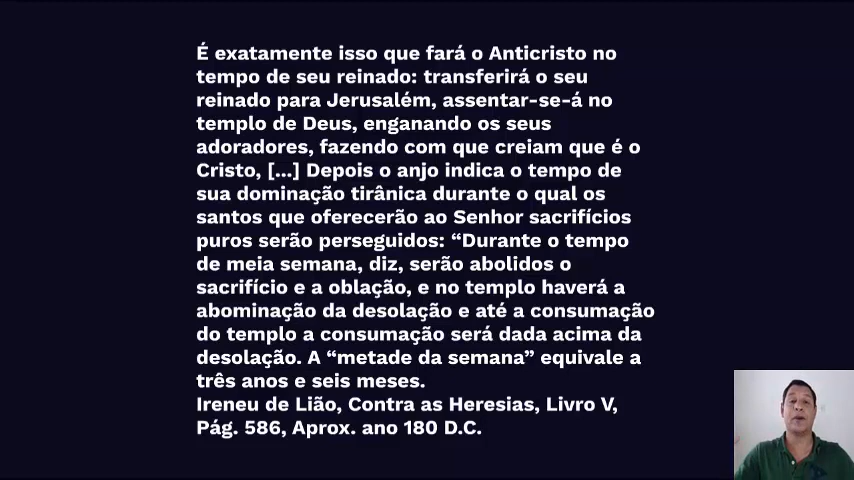 É exatamente isso que fará o Anticristo no
tempo de seu reinado: transferirá o seu
reinado para Jerusalém, assentar-se-á no
templo de Deus, enganando os seus
adoradores, fazendo com que creiam que é o
Cristo, [...] Depois o anjo indica o tempo de
sua dominação tirânica durante o qual os
santos que oferecerão ao Senhor sacrifícios
puros serão perseguidos: “Durante o tempo
de meia semana, diz, serão abolidos o
sacrifício e a oblação, e no templo haverá a
abominação da desolação e até a consumação
do templo a consumação será dada acima da
desolação. A “metade da semana” equivale a
três anos e seis meses.
Ireneu de Lião, Contra as Heresias, Livro V,
Pág. 586, Aprox. ano 180 D.C.